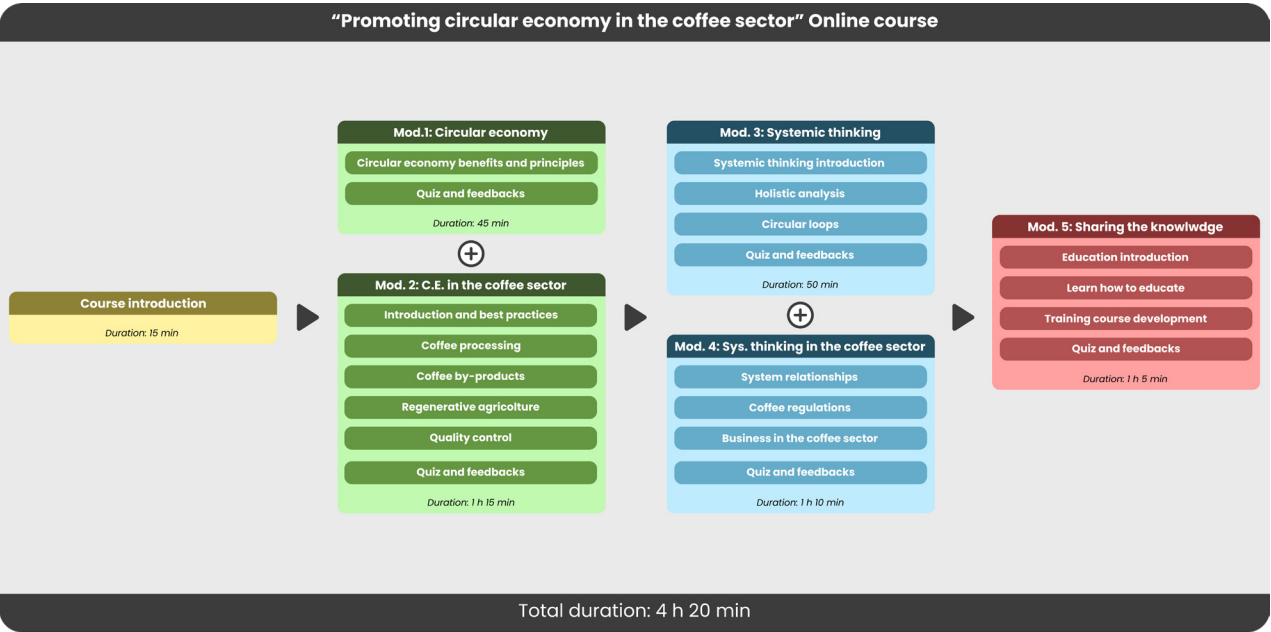 “Promoting circular economy in the coffee sector” Online course
Course introduction
Duration: 15 min
Mod.1: Circular economy
Circular economy benefits and principles
Quiz and feedbacks
Duration: 45 min
Mod. 2: C.E. in the coffee sector
Introduction and best practices
Coffee processing
Coffee by-products
Regenerative agricolture
Quality control
Quiz and feedbacks
Duration: 1 h 15 min
Mod. 3: Systemic thinking
Systemic thinking introduction
Holistic analysis
Circular loops
Quiz and feedbacks
Duration: 50 min
Mod. 4: Sys. thinking in the coffee sector
System relationships
Coffee regulations
Business in the coffee sector
Quiz and feedbacks
Duration: 1 h 10 min
Mod. 5: Sharing the knowlwdge
Education introduction
Learn how to educate
Training course development
Quiz and feedbacks
Duration: 1 h 5 min
Total duration: 4 h 20 min